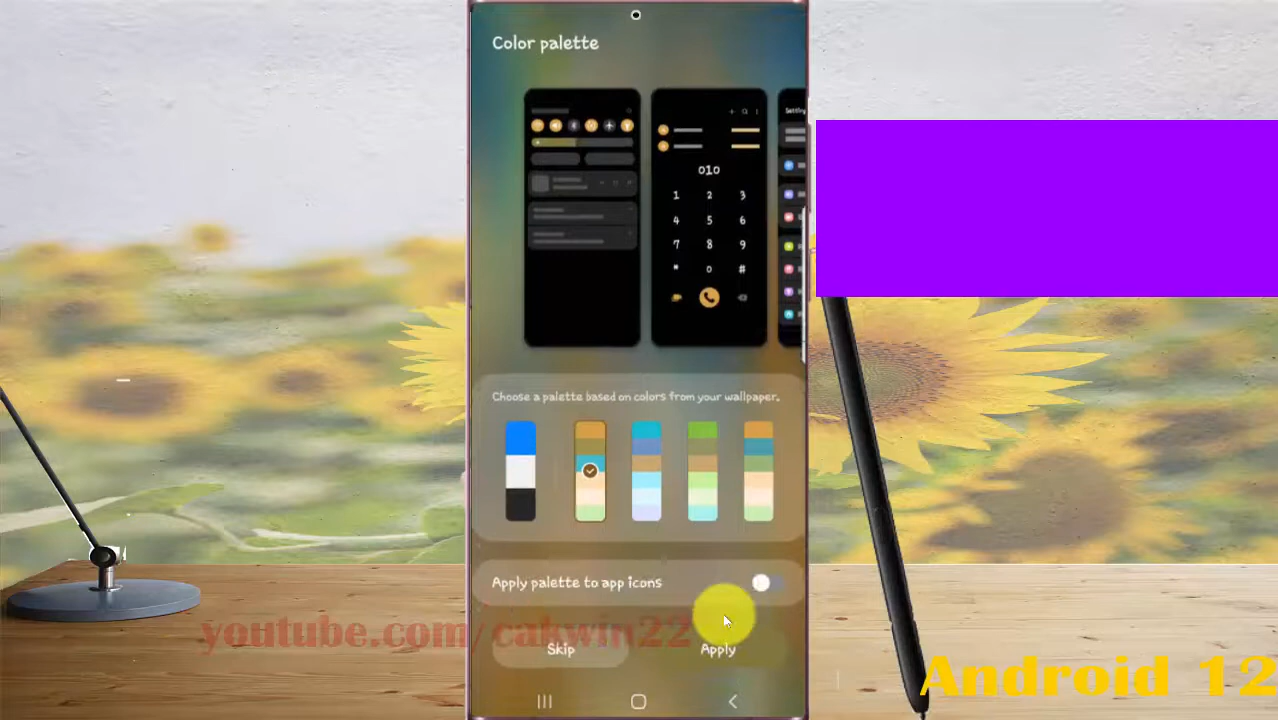 Color palette
010
1 2 3
4 5 6
7 8 9
* 0 #
Choose a palette based on colors from your wallpaper.
Apply palette to app icons
youtube.com/cakwin22
Skip
Apply
Android 12